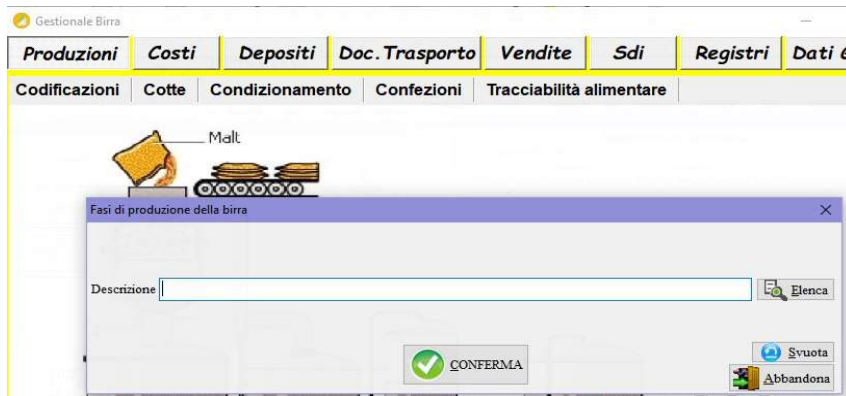 Gestionale Birra
Produzioni Costi Depositi Doc.Trasporto Vendite Sdi Registri Dati
Codificazioni Cotte Condizionamento Confezioni Tracciabilità alimentare
Malt
Fasi di produzione della birra
Descrizione Elenca
CONFERMA
Svuota
Abbandona